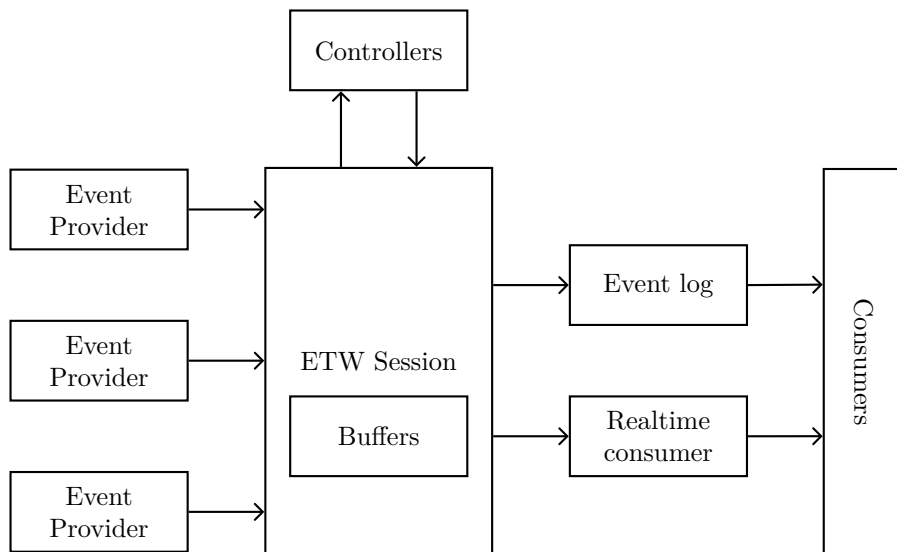 Controllers
Event
Provider
Event
Provider
Event
Provider
ETW Session
Buffers
Event log
Realtime
consumer
Consumers